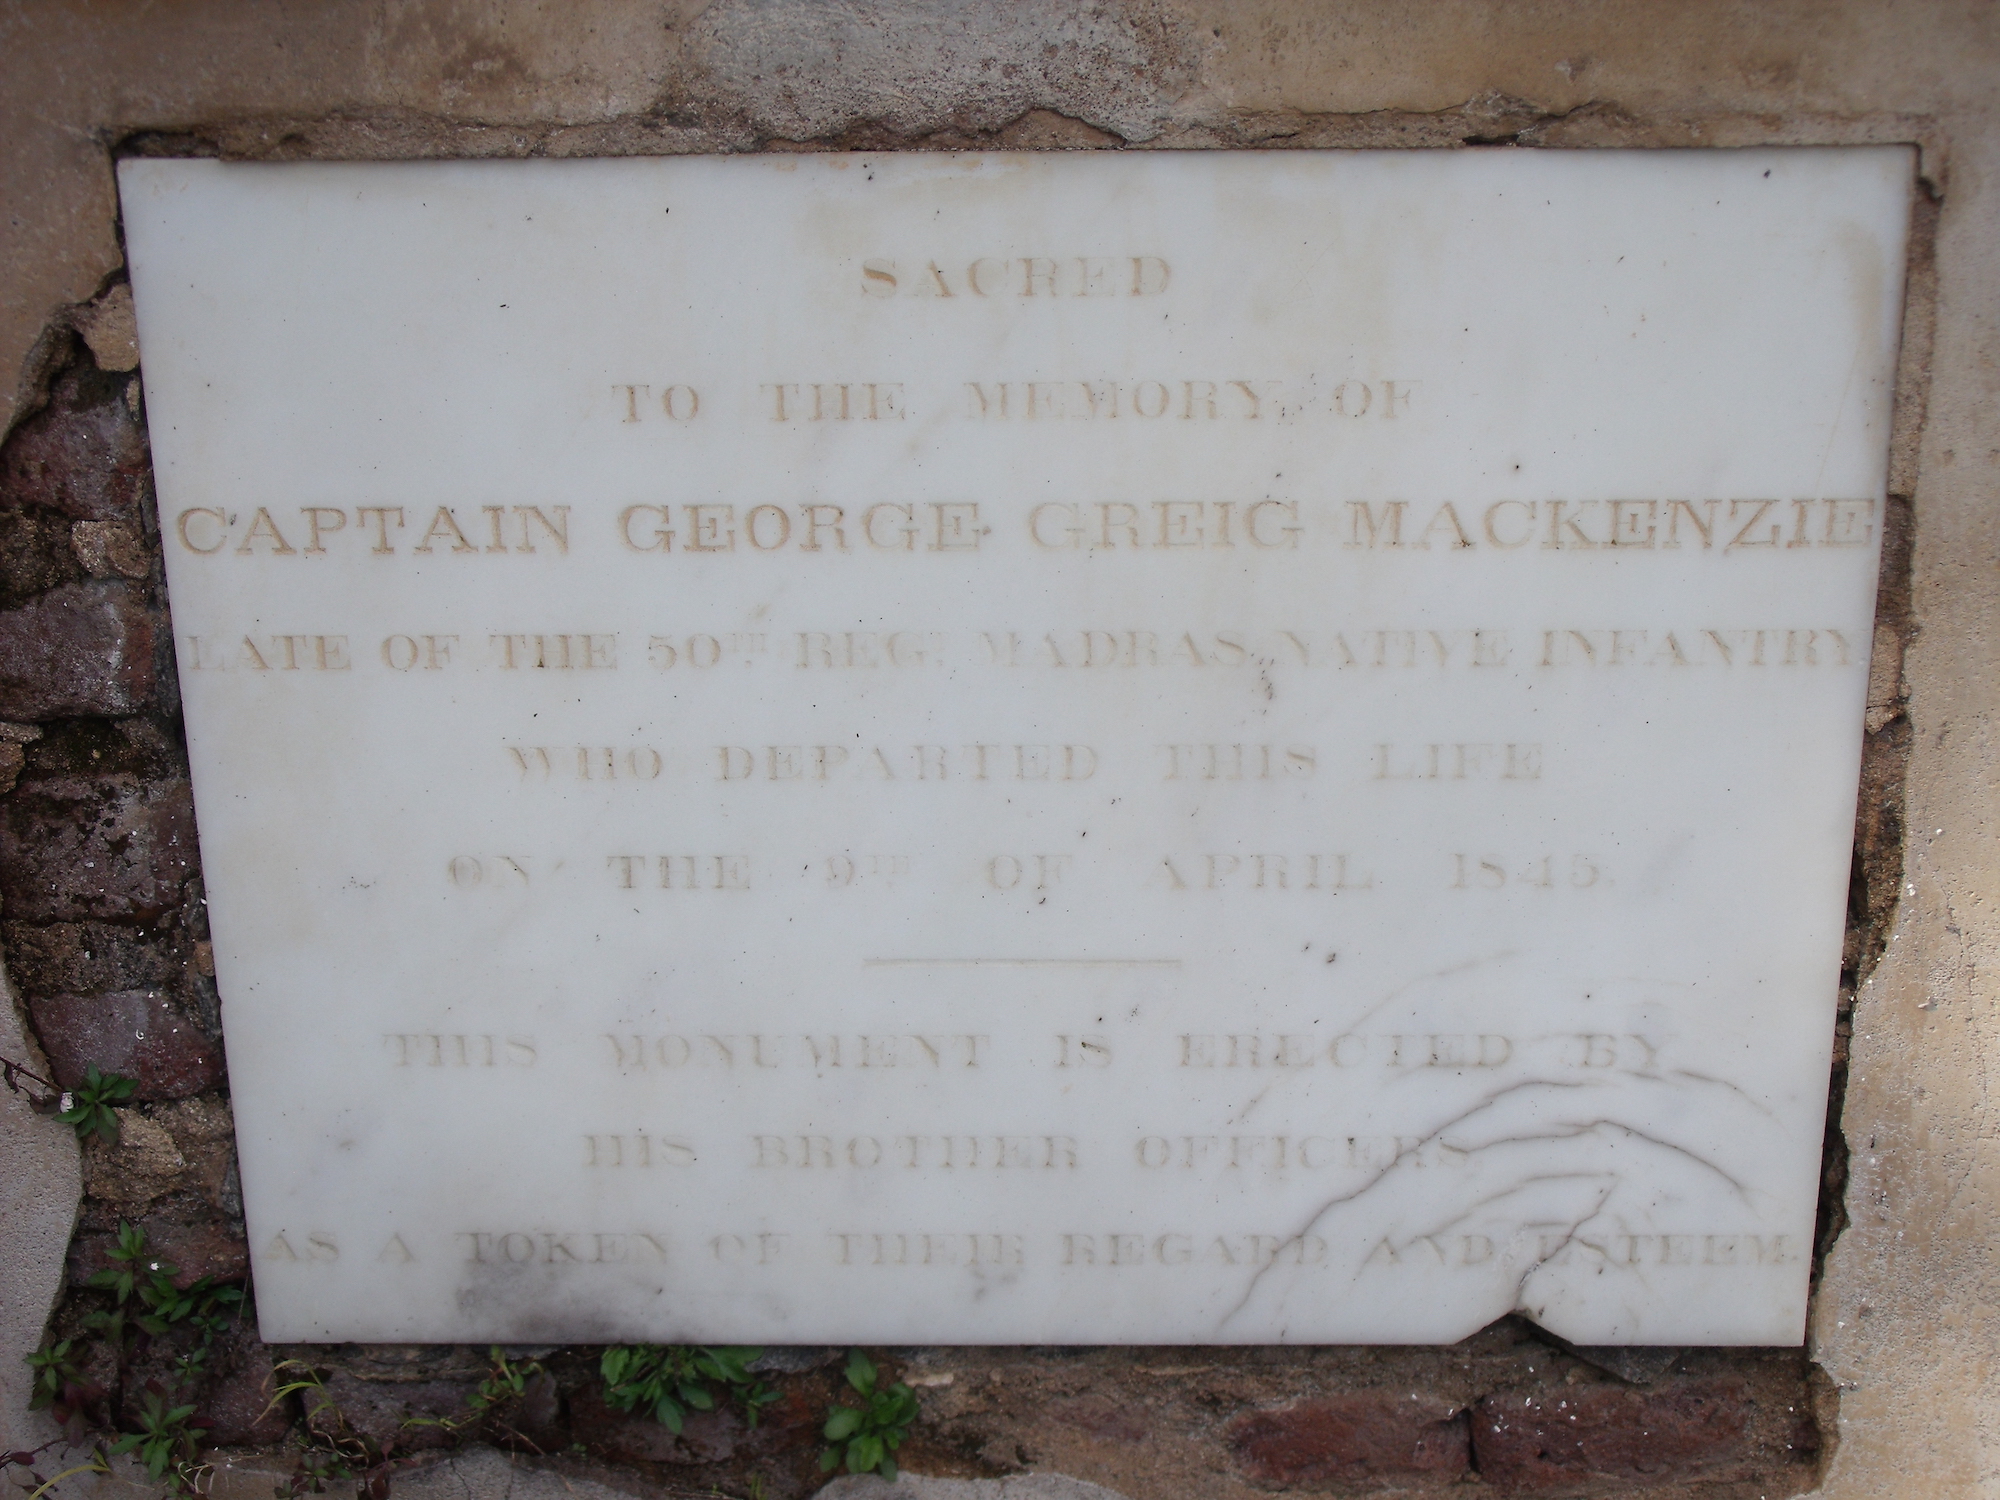 SACRED
TO THE MEMORY OF
CAPTAIN GEORGE GREIG MACKENZIE
LATE OF THE 50TH REGT MADRAS NATIVE INFANTRY
WHO DEPARTED THIS LIFE
ON THE 9TH OF APRIL 1845.
THIS MONUMENT IS ERECTED BY
HIS BROTHER OFFICERS
AS A TOKEN OF THEIR REGARD AND ESTEEM.